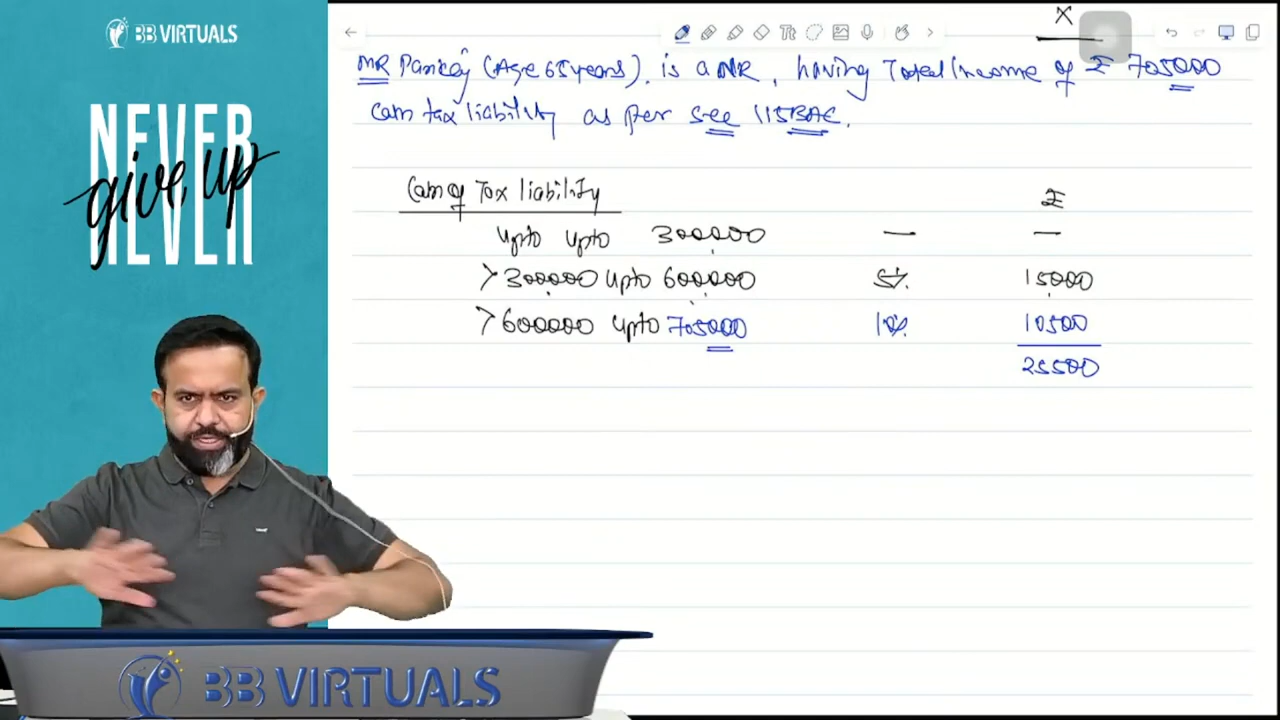 BB VIRTUALS
NEVER
give up
NEVER
X
MR Pankaj (Age 65 years). is a NR, having Total Income of ₹ 705000
Com tax liability as per sec 115BAC.
Com of Tax liability
₹
upto upto 300000 — —
>300000 upto 600000 5% 15000
>600000 upto 705000 10% 10500
25500
BB VIRTUALS